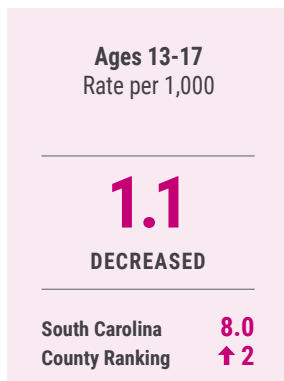 Ages 13-17
Rate per 1,000
1.1
DECREASED
South Carolina 8.0
County Ranking ↑ 2